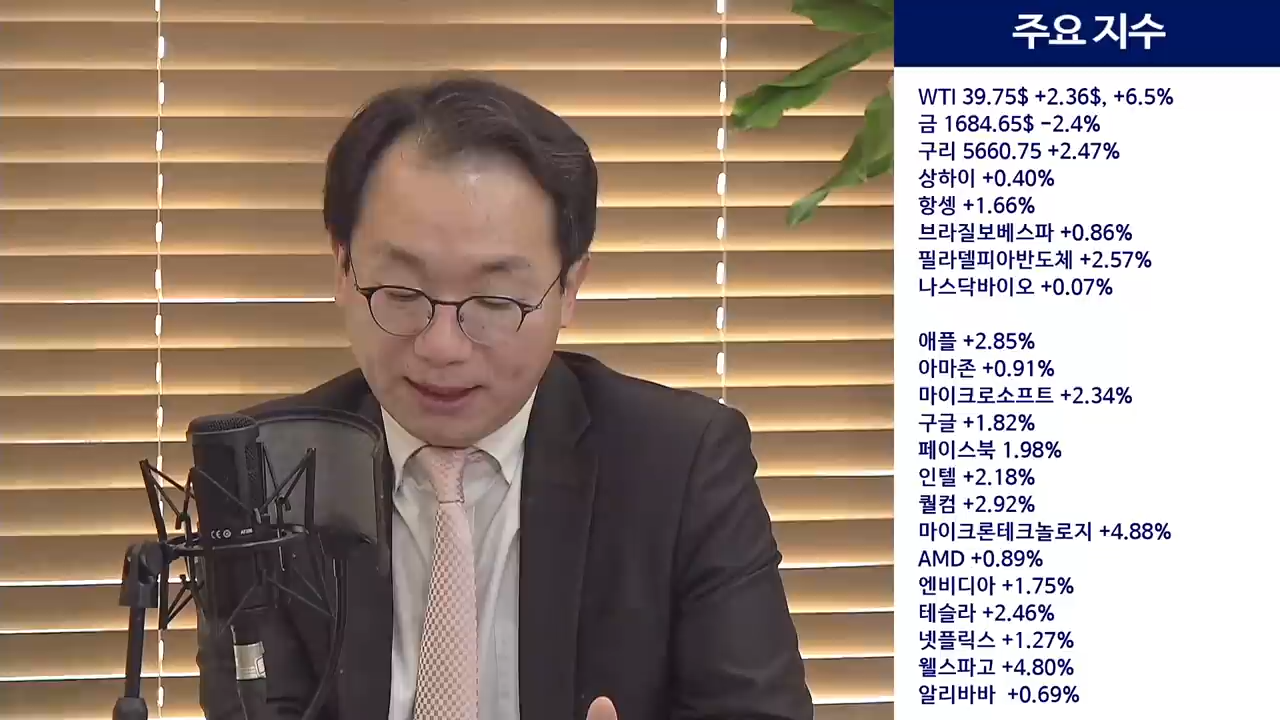 주요 지수
WTI 39.75$ +2.36$, +6.5%
금 1684.65$ -2.4%
구리 5660.75 +2.47%
상하이 +0.40%
항셍 +1.66%
브라질보베스파 +0.86%
필라델피아반도체 +2.57%
나스닥바이오 +0.07%
애플 +2.85%
아마존 +0.91%
마이크로소프트 +2.34%
구글 +1.82%
페이스북 1.98%
인텔 +2.18%
퀄컴 +2.92%
마이크론테크놀로지 +4.88%
AMD +0.89%
엔비디아 +1.75%
테슬라 +2.46%
넷플릭스 +1.27%
웰스파고 +4.80%
알리바바 +0.69%